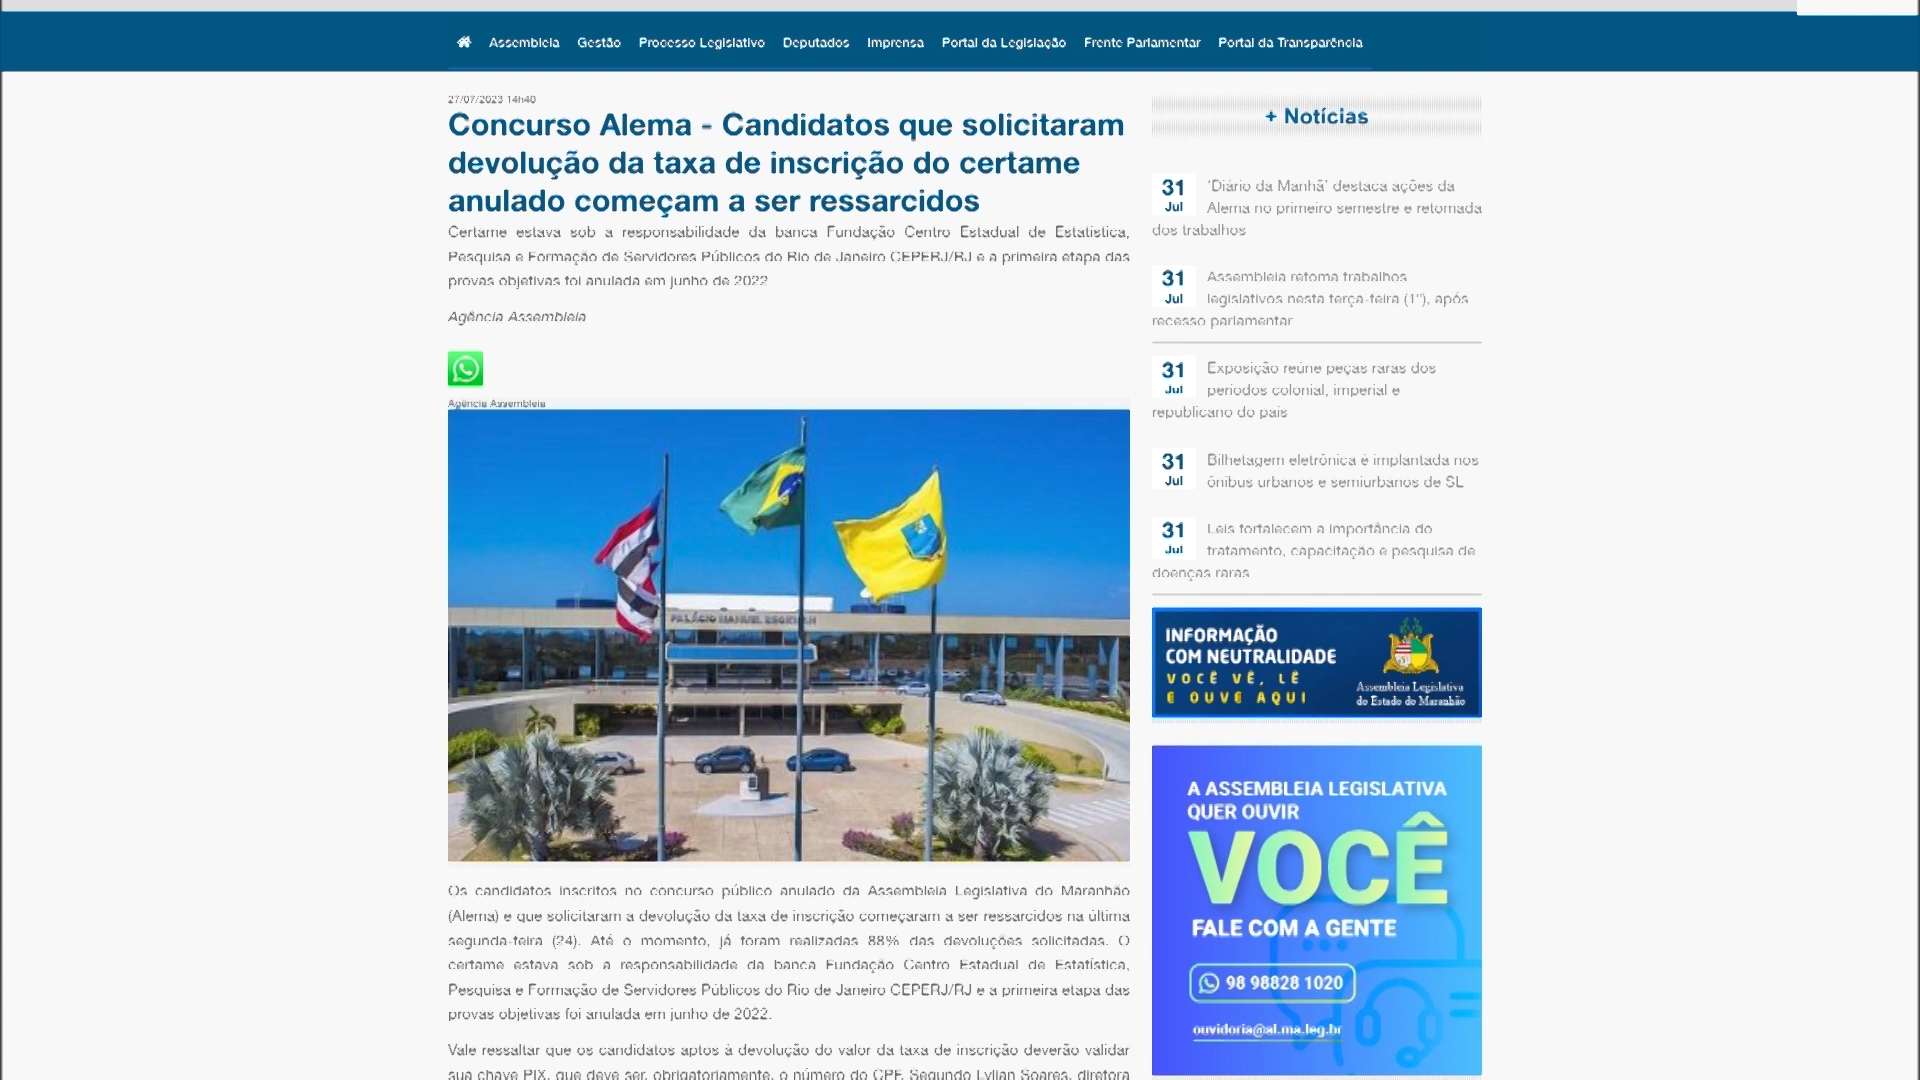 Assembleia Gestão Processo Legislativo Deputados Imprensa Portal da Legislação Frente Parlamentar Portal da Transparência
27/07/2023 14h40
Concurso Alema - Candidatos que solicitaram
devolução da taxa de inscrição do certame
anulado começam a ser ressarcidos
Certame estava sob a responsabilidade da banca Fundação Centro Estadual de Estatística,
Pesquisa e Formação de Servidores Públicos do Rio de Janeiro CEPERJ/RJ e a primeira etapa das
provas objetivas foi anulada em junho de 2022
Agência Assembleia
Agência Assembleia
PALÁCIO MANUEL BECKMAN
Os candidatos inscritos no concurso público anulado da Assembleia Legislativa do Maranhão
(Alema) e que solicitaram a devolução da taxa de inscrição começaram a ser ressarcidos na última
segunda-feira (24). Até o momento, já foram realizadas 88% das devoluções solicitadas. O
certame estava sob a responsabilidade da banca Fundação Centro Estadual de Estatística,
Pesquisa e Formação de Servidores Públicos do Rio de Janeiro CEPERJ/RJ e a primeira etapa das
provas objetivas foi anulada em junho de 2022.
Vale ressaltar que os candidatos aptos à devolução do valor da taxa de inscrição deverão validar
sua chave PIX, que deve ser, obrigatoriamente, o número do CPF. Segundo Lylian Soares, diretora
+ Notícias
31 Jul
'Diário da Manhã' destaca ações da
Alema no primeiro semestre e retomada
dos trabalhos
31 Jul
Assembleia retoma trabalhos
legislativos nesta terça-feira (1º), após
recesso parlamentar
31 Jul
Exposição reúne peças raras dos
períodos colonial, imperial e
republicano do país
31 Jul
Bilhetagem eletrônica é implantada nos
ônibus urbanos e semiurbanos de SL
31 Jul
Leis fortalecem a importância do
tratamento, capacitação e pesquisa de
doenças raras
INFORMAÇÃO
COM NEUTRALIDADE
VOCÊ VÊ, LÊ
E OUVE AQUI
Assembleia Legislativa
do Estado do Maranhão
A ASSEMBLEIA LEGISLATIVA
QUER OUVIR
VOCÊ
FALE COM A GENTE
98 98828 1020
ouvidoria@al.ma.leg.br